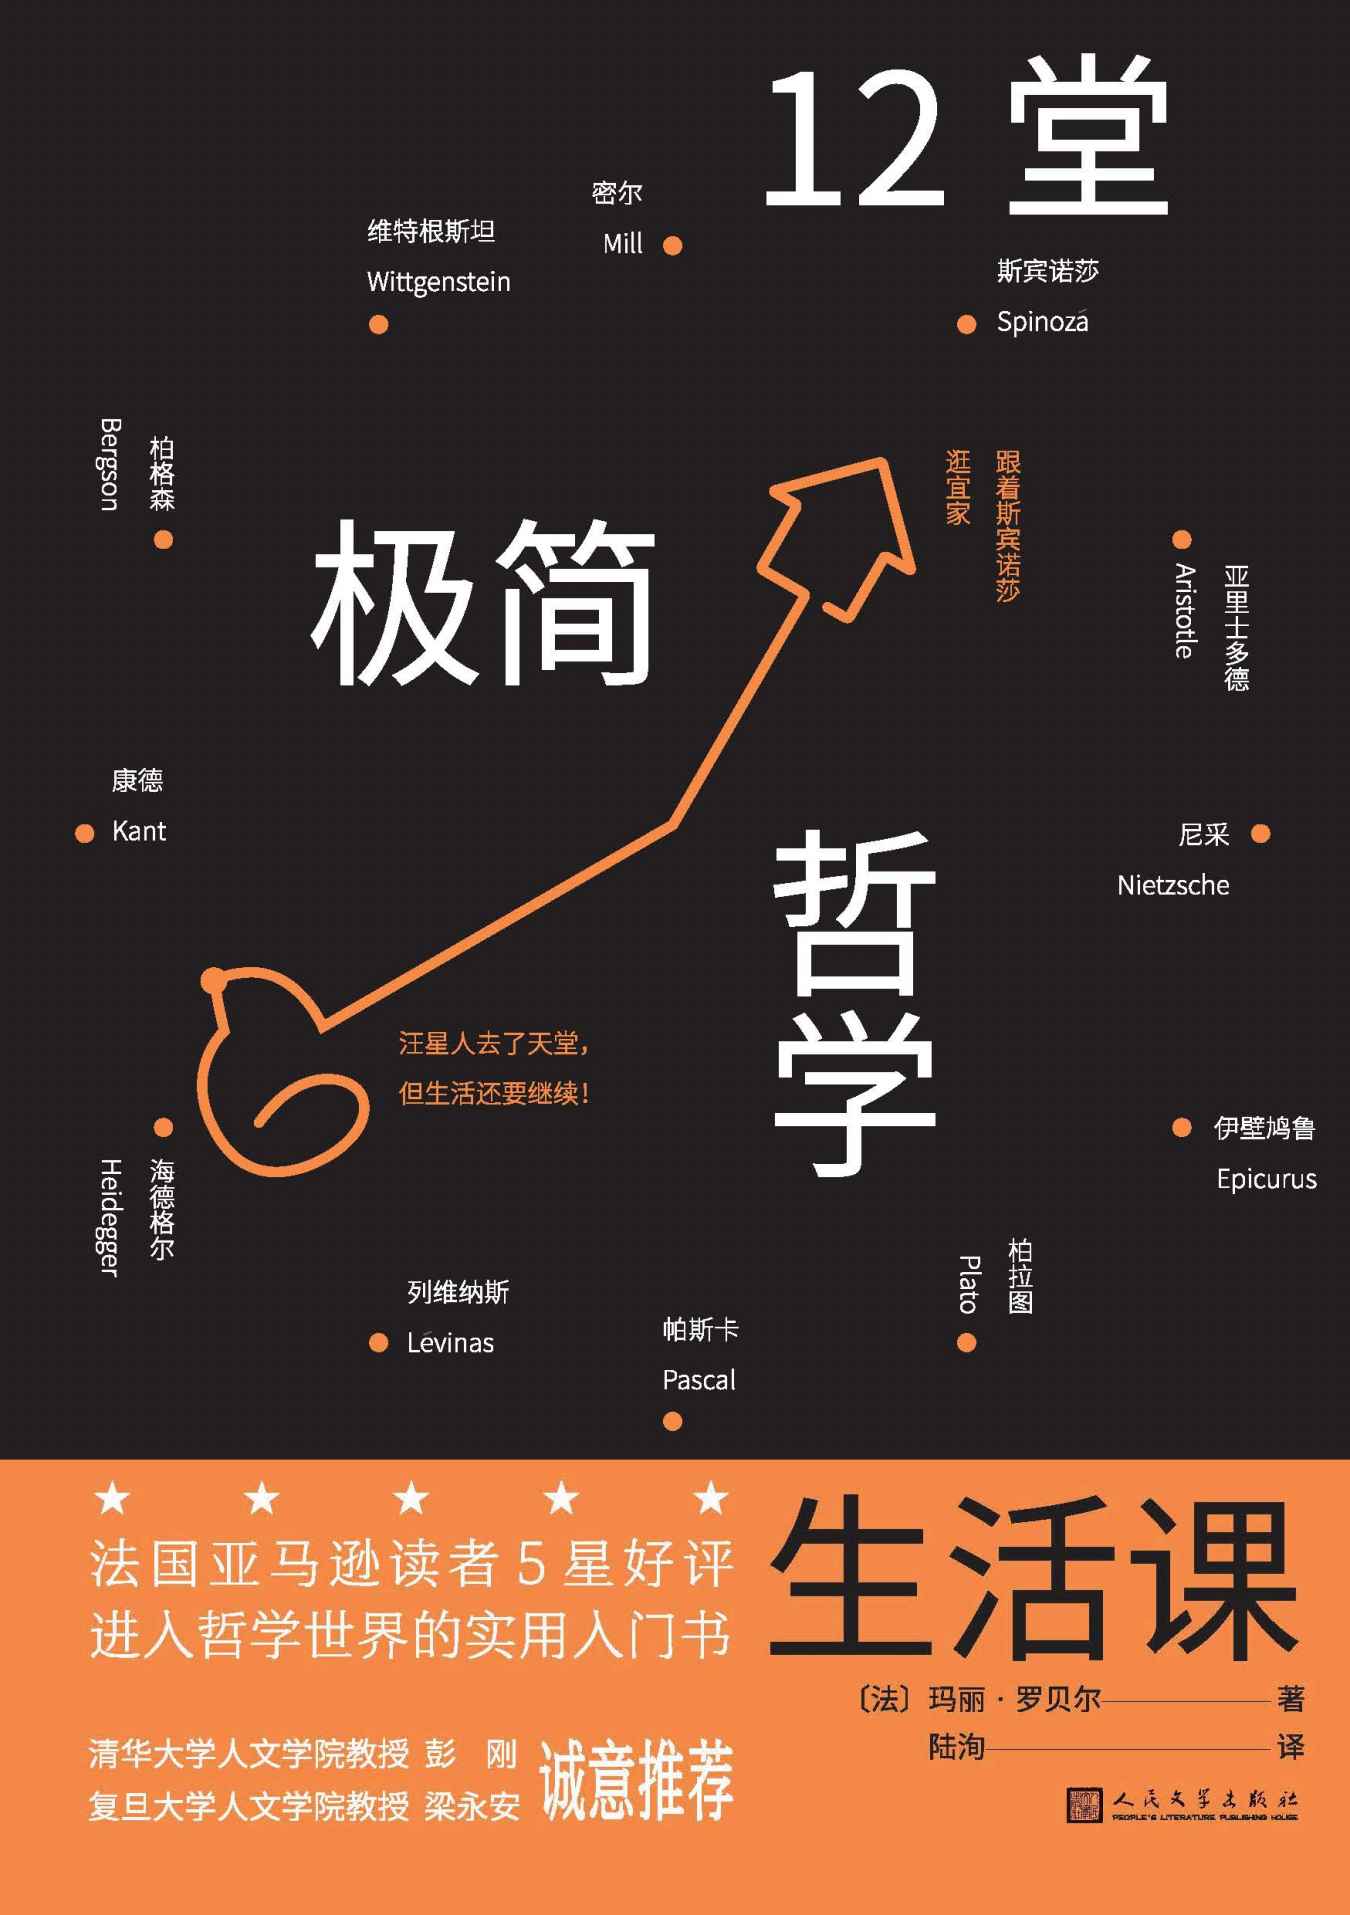 12 堂
密尔
Mill
维特根斯坦
Wittgenstein
斯宾诺莎
Spinozá
柏格森
Bergson
跟着斯宾诺莎
逛宜家
极简
亚里士多德
Aristotle
康德
Kant
尼采
Nietzsche
哲学
汪星人去了天堂，
但生活还要继续！
伊壁鸠鲁
Epicurus
海德格尔
Heidegger
柏拉图
Plato
列维纳斯
Lévinas
帕斯卡
Pascal
生活课
法国亚马逊读者5星好评
进入哲学世界的实用入门书
〔法〕玛丽·罗贝尔 著
陆洵 译
清华大学人文学院教授 彭 刚
复旦大学人文学院教授 梁永安
诚意推荐
人民文学出版社
PEOPLE'S LITERATURE PUBLISHING HOUSE